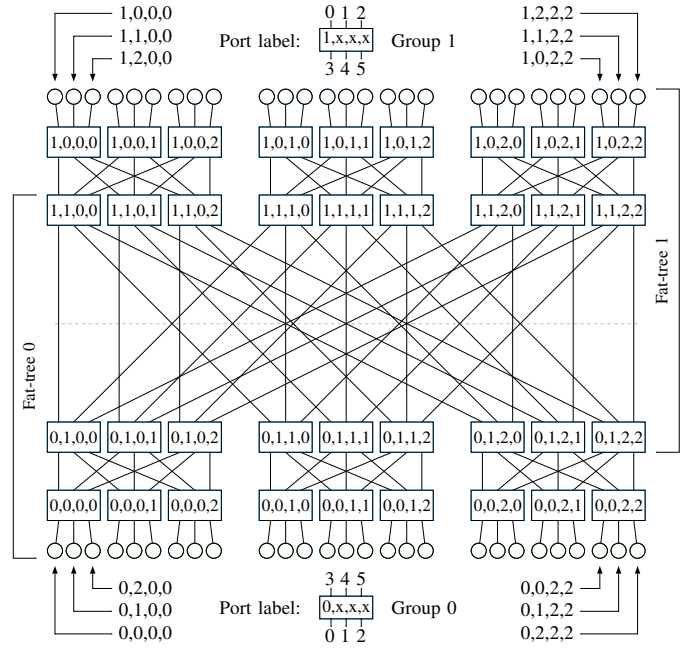 1,0,0,0 0 1 2 1,2,2,2
1,1,0,0 Port label: 1,x,x,x Group 1 1,1,2,2
1,2,0,0 3 4 5 1,0,2,2
1,0,0,0 1,0,0,1 1,0,0,2 1,0,1,0 1,0,1,1 1,0,1,2 1,0,2,0 1,0,2,1 1,0,2,2
1,1,0,0 1,1,0,1 1,1,0,2 1,1,1,0 1,1,1,1 1,1,1,2 1,1,2,0 1,1,2,1 1,1,2,2
Fat-tree 0
Fat-tree 1
0,1,0,0 0,1,0,1 0,1,0,2 0,1,1,0 0,1,1,1 0,1,1,2 0,1,2,0 0,1,2,1 0,1,2,2
0,0,0,0 0,0,0,1 0,0,0,2 0,0,1,0 0,0,1,1 0,0,1,2 0,0,2,0 0,0,2,1 0,0,2,2
0,2,0,0 3 4 5 0,0,2,2
0,1,0,0 Port label: 0,x,x,x Group 0 0,1,2,2
0,0,0,0 0 1 2 0,2,2,2